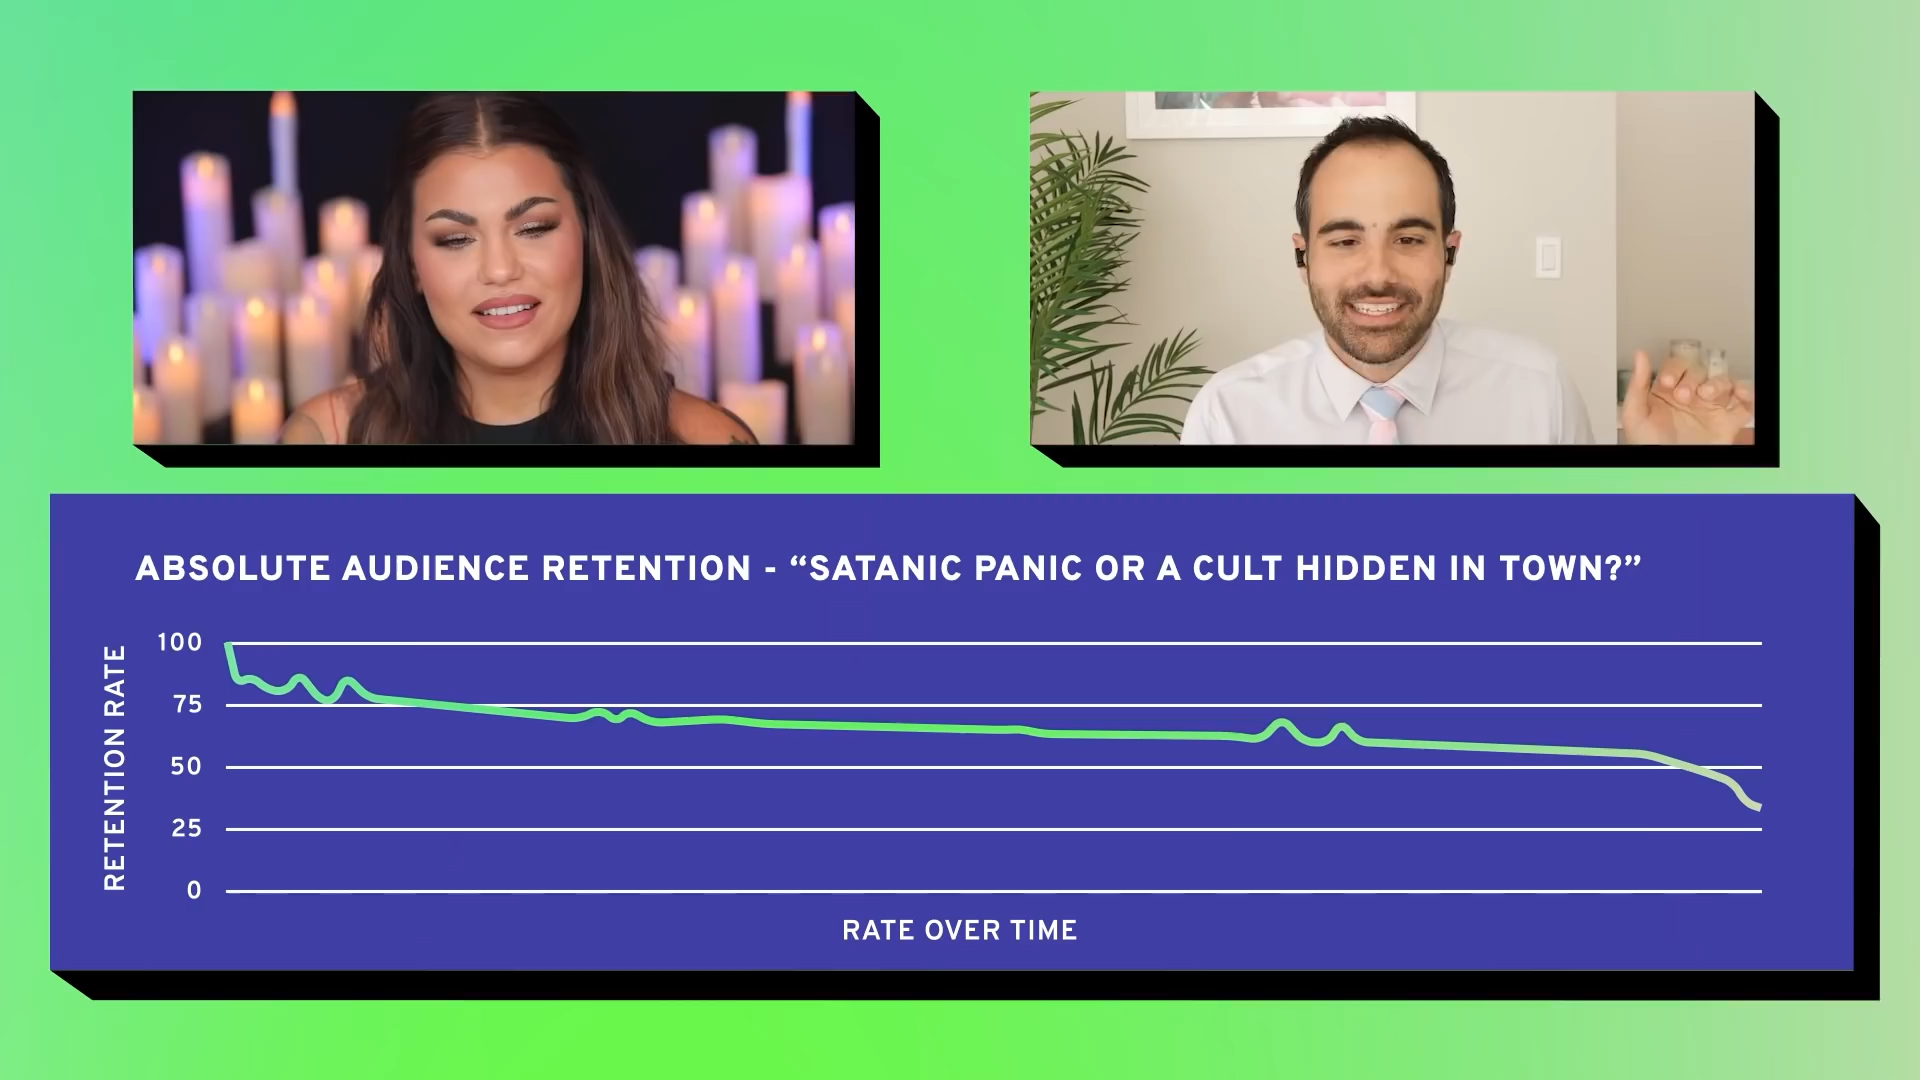 ABSOLUTE AUDIENCE RETENTION - “SATANIC PANIC OR A CULT HIDDEN IN TOWN?”
RETENTION RATE
100
75
50
25
0
RATE OVER TIME